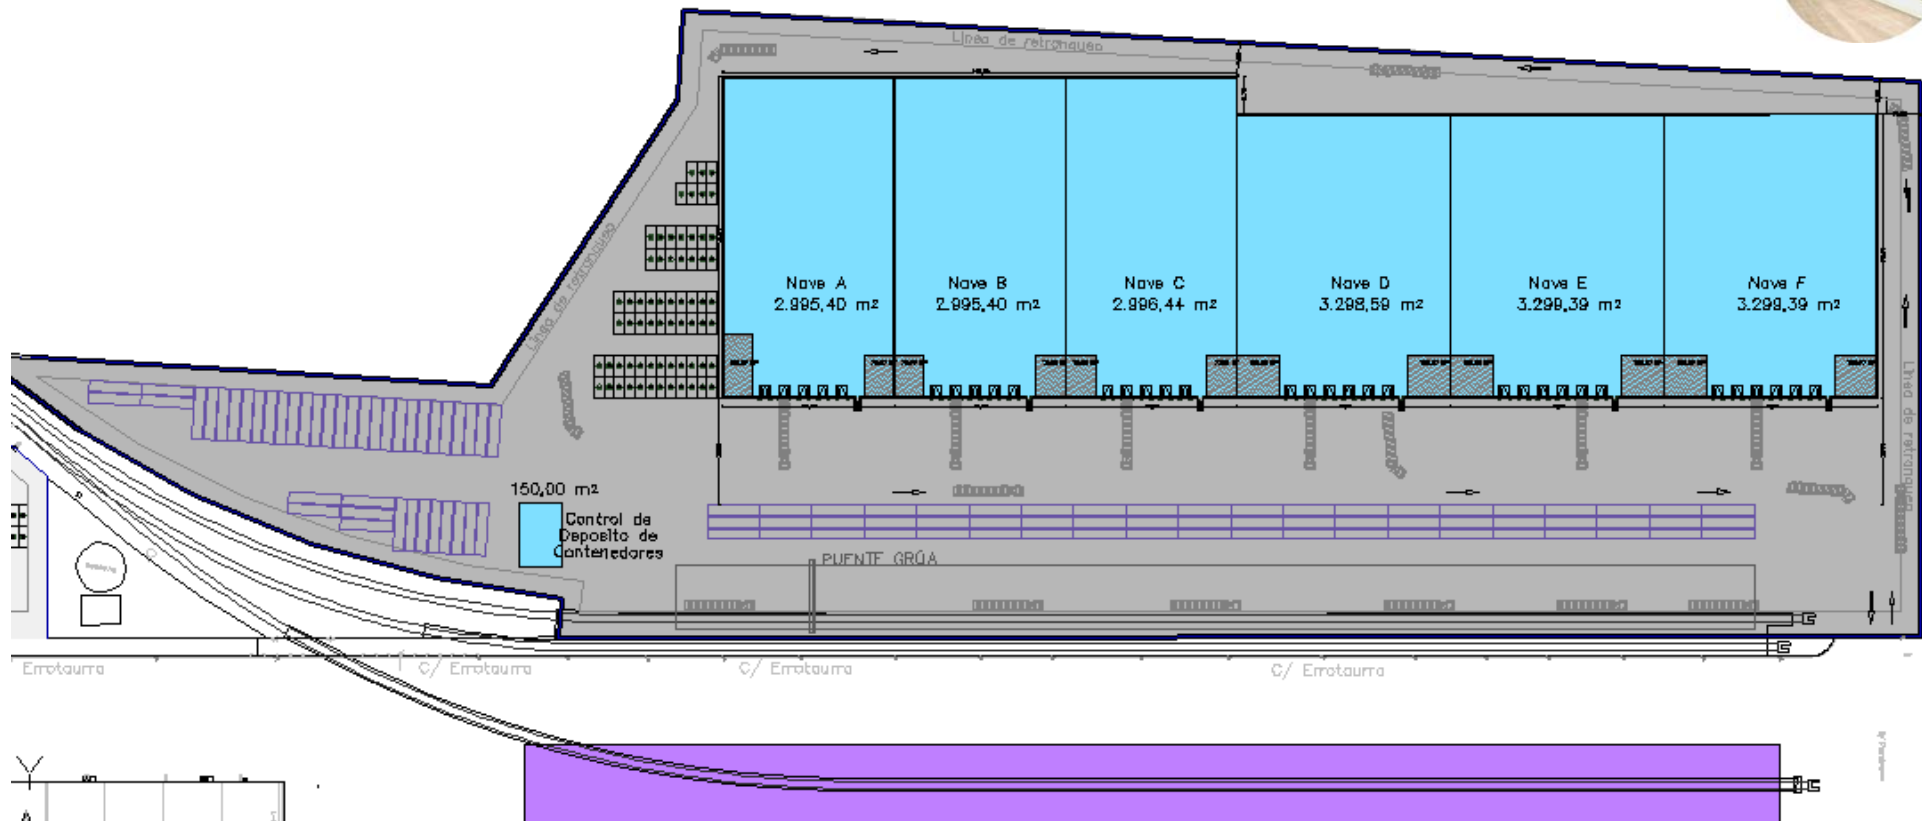 Línea de retranqueo
Línea de retranqueo
Nave A
2.995,40 m²
Nave B
2.995,40 m²
Nave C
2.996,44 m²
Nave D
3.298,59 m²
Nave E
3.299,39 m²
Nave F
3.299,39 m²
Línea de retranqueo
150,00 m²
Control de
Deposito de
Contenedores
PUENTE GRÚA
Errotaurra
C/ Errotaurra
C/ Errotaurra
C/ Errotaurra